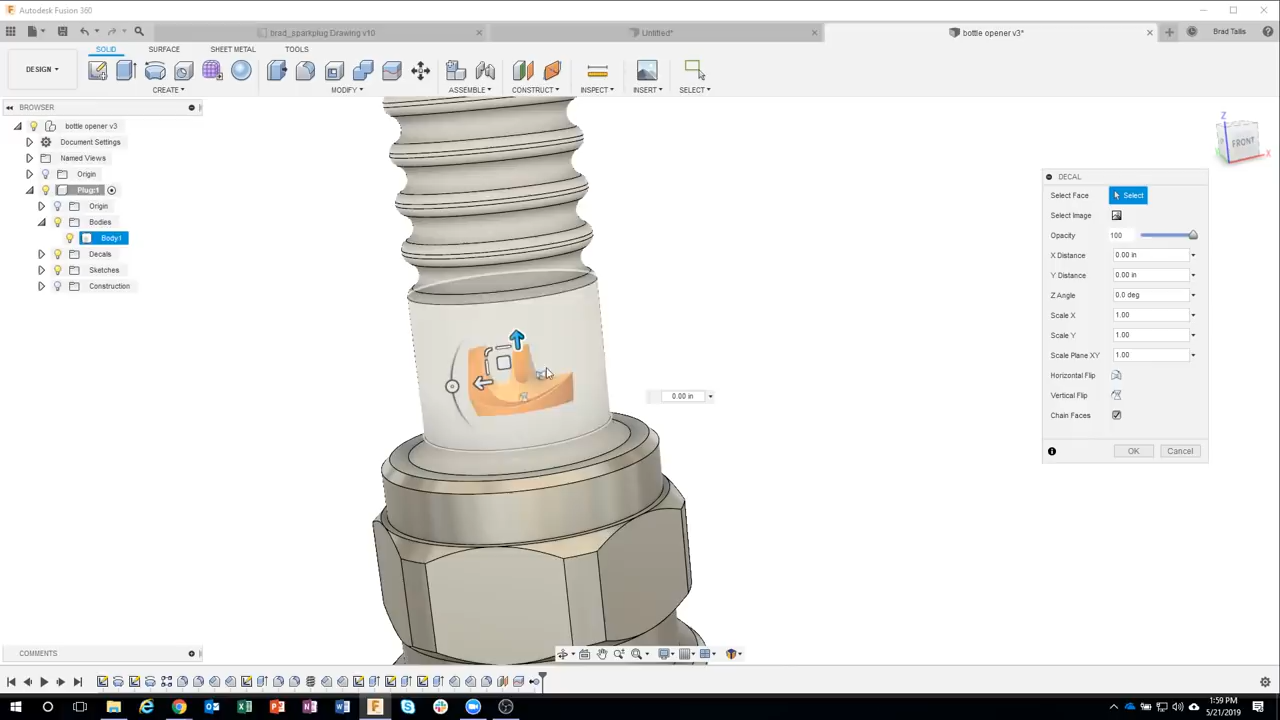 Autodesk Fusion 360
brad_sparkplug Drawing v10
Untitled*
bottle opener v3*
Brad Tallis
DESIGN
SOLID
SURFACE
SHEET METAL
TOOLS
CREATE
MODIFY
ASSEMBLE
CONSTRUCT
INSPECT
INSERT
SELECT
BROWSER
bottle opener v3
Document Settings
Named Views
Origin
Plug:1
Origin
Bodies
Body1
Decals
Sketches
Construction
Z
FRONT
X
DECAL
Select Face Select
Select Image
Opacity 100
X Distance 0.00 in
Y Distance 0.00 in
Z Angle 0.0 deg
Scale X 1.00
Scale Y 1.00
Scale Plane XY 1.00
Horizontal Flip
Vertical Flip
Chain Faces
OK Cancel
0.00 in
COMMENTS
1:59 PM
5/21/2019